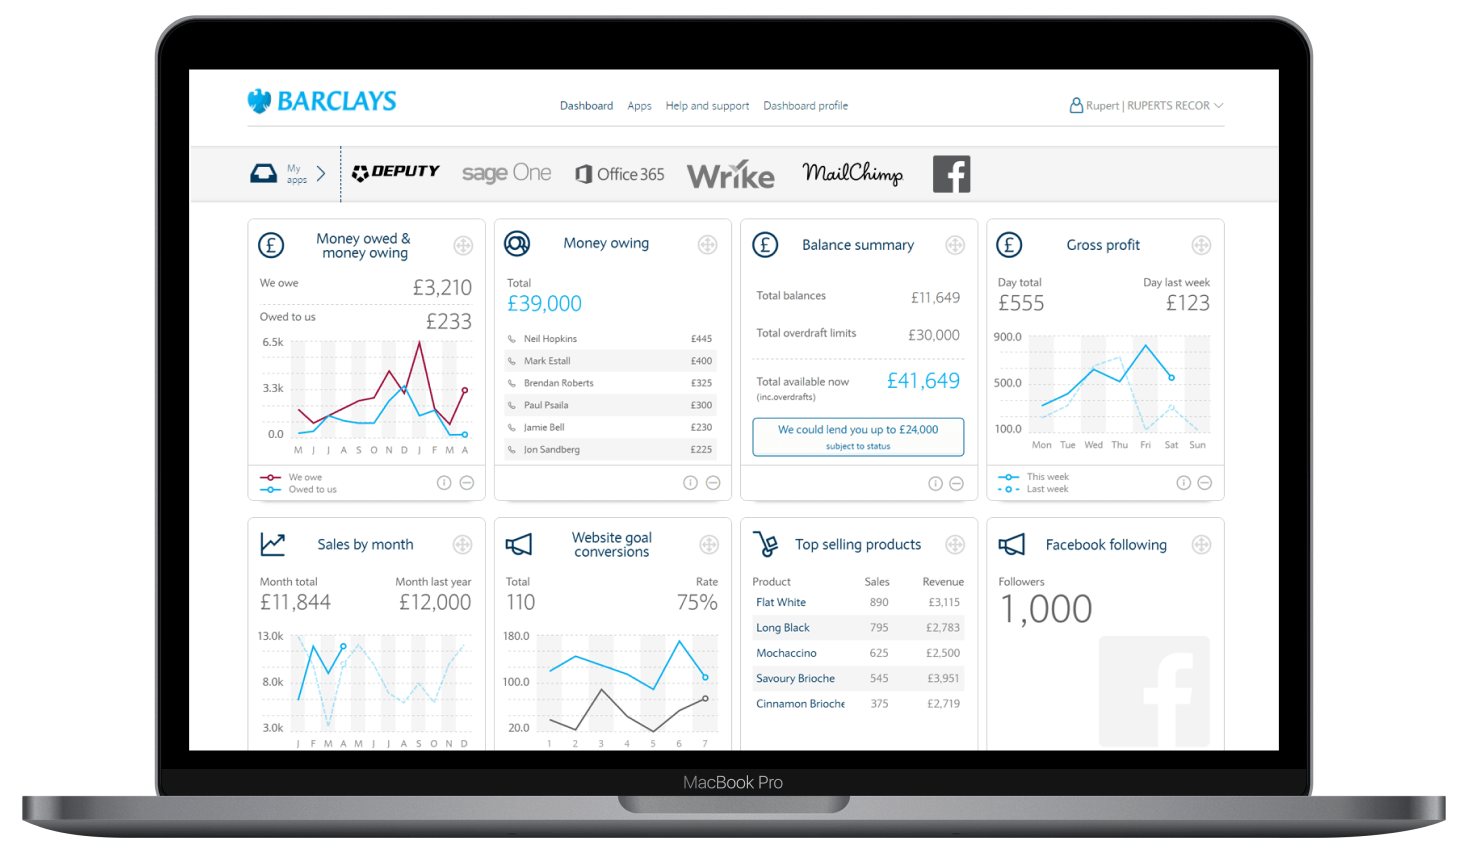 BARCLAYS
Dashboard Apps Help and support Dashboard profile
Rupert | RUPERTS RECOR
My
apps
DEPUTY
sage One
Office 365
Wrike
MailChimp
f
Money owed &
money owing
We owe £3,210
Owed to us £233
6.5k
3.3k
0.0
M J J A S O N D J F M A
We owe
Owed to us
Money owing
Total
£39,000
Neil Hopkins £445
Mark Estall £400
Brendan Roberts £325
Paul Psaila £300
Jamie Bell £230
Jon Sandberg £225
Balance summary
Total balances £11,649
Total overdraft limits £30,000
Total available now £41,649
(inc.overdrafts)
We could lend you up to £24,000
subject to status
Gross profit
Day total Day last week
£555 £123
900.0
500.0
100.0
Mon Tue Wed Thu Fri Sat Sun
This week
Last week
Sales by month
Month total Month last year
£11,844 £12,000
13.0k
8.0k
3.0k
J F M A M J J A S O N D
Website goal
conversions
Total Rate
110 75%
180.0
100.0
20.0
1 2 3 4 5 6 7
Top selling products
Product Sales Revenue
Flat White 890 £3,115
Long Black 795 £2,783
Mochaccino 625 £2,500
Savoury Brioche 545 £3,951
Cinnamon Brioche 375 £2,719
Facebook following
Followers
1,000
f
MacBook Pro